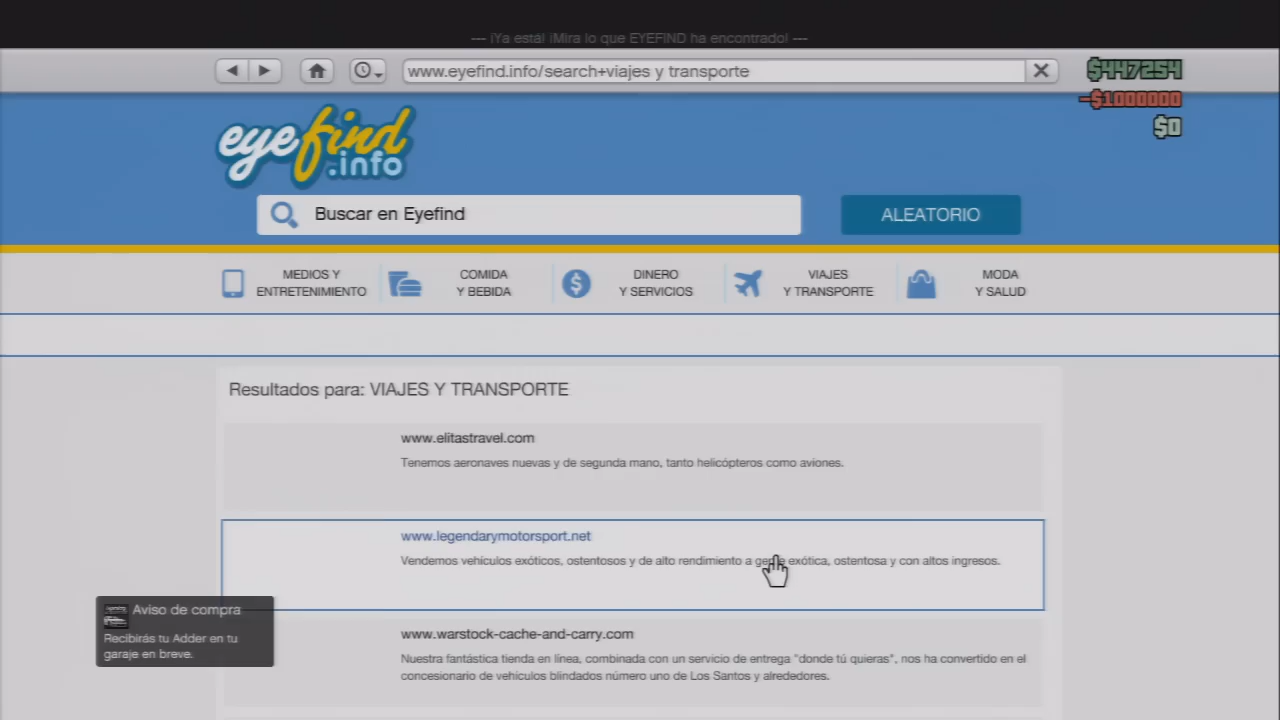 --- ¡Ya está! ¡Mira lo que EYEFIND ha encontrado! ---
www.eyefind.info/search+viajes y transporte
$447254
-$1000000
$0
eyefind
.info
Buscar en Eyefind
ALEATORIO
MEDIOS Y
ENTRETENIMIENTO
COMIDA
Y BEBIDA
DINERO
Y SERVICIOS
VIAJES
Y TRANSPORTE
MODA
Y SALUD
Resultados para: VIAJES Y TRANSPORTE
www.elitastravel.com
Tenemos aeronaves nuevas y de segunda mano, tanto helicópteros como aviones.
www.legendarymotorsport.net
Vendemos vehículos exóticos, ostentosos y de alto rendimiento a gente exótica, ostentosa y con altos ingresos.
www.warstock-cache-and-carry.com
Nuestra fantástica tienda en línea, combinada con un servicio de entrega "donde tú quieras", nos ha convertido en el
concesionario de vehículos blindados número uno de Los Santos y alrededores.
Aviso de compra
Recibirás tu Adder en tu
garaje en breve.